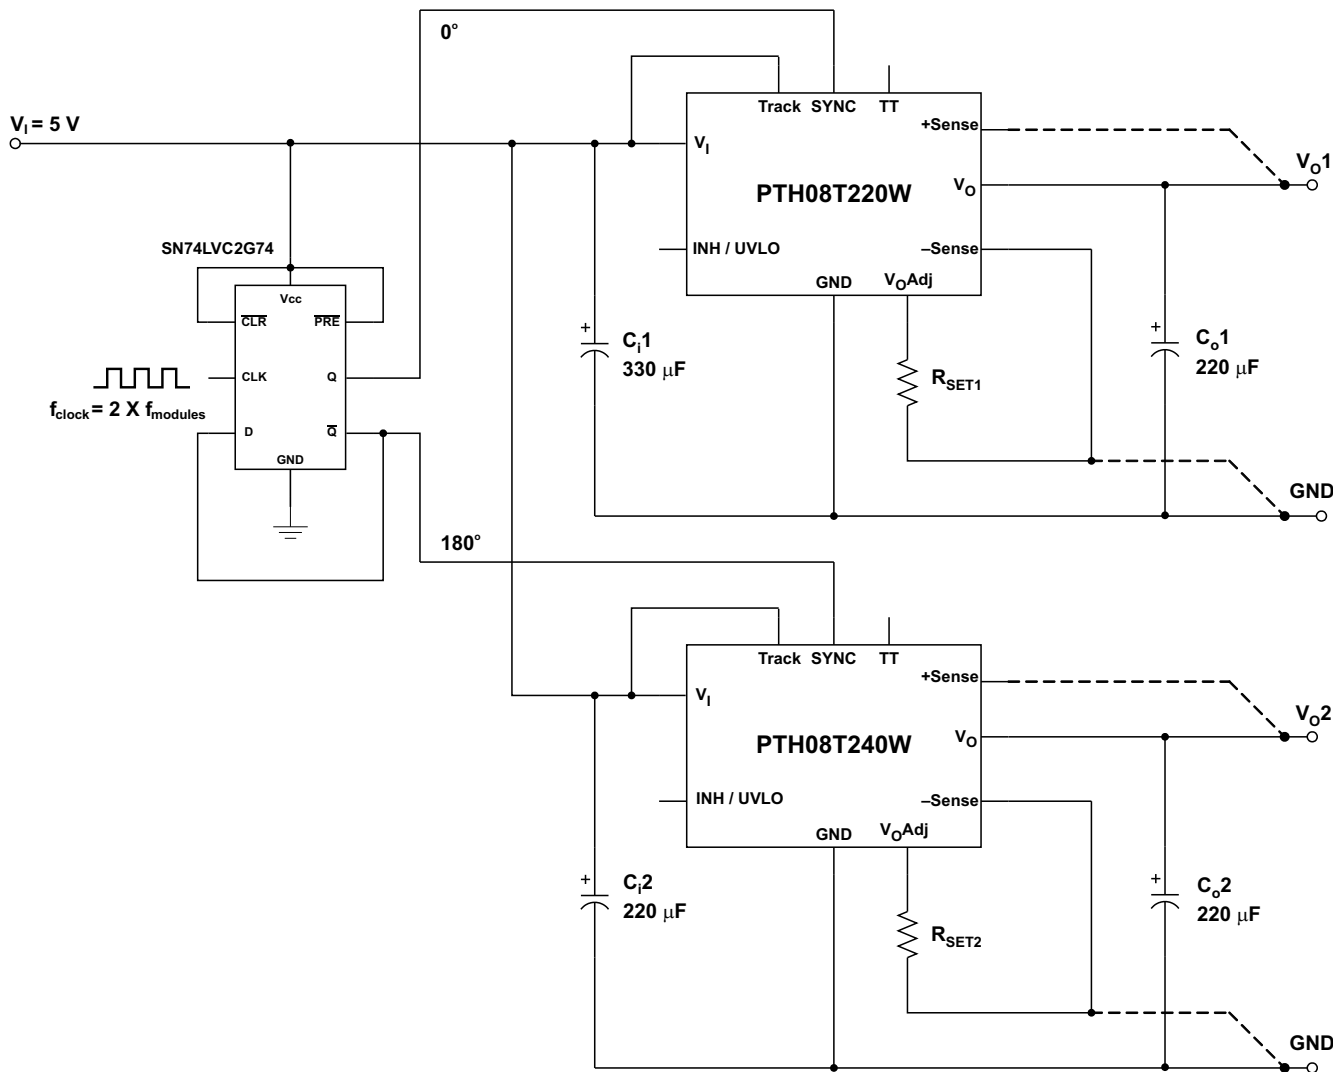 0°
Track SYNC TT
+Sense
V_I = 5 V
V_I
V_O1
PTH08T220W
V_O
SN74LVC2G74
INH / UVLO
–Sense
GND
V_OAdj
Vcc
CLR
PRE
C_i1
330 μF
C_o1
220 μF
CLK
Q
R_SET1
f_clock = 2 X f_modules
D
Q
GND
GND
180°
Track SYNC TT
+Sense
V_I
V_O2
PTH08T240W
V_O
INH / UVLO
–Sense
GND
V_OAdj
C_i2
220 μF
C_o2
220 μF
R_SET2
GND